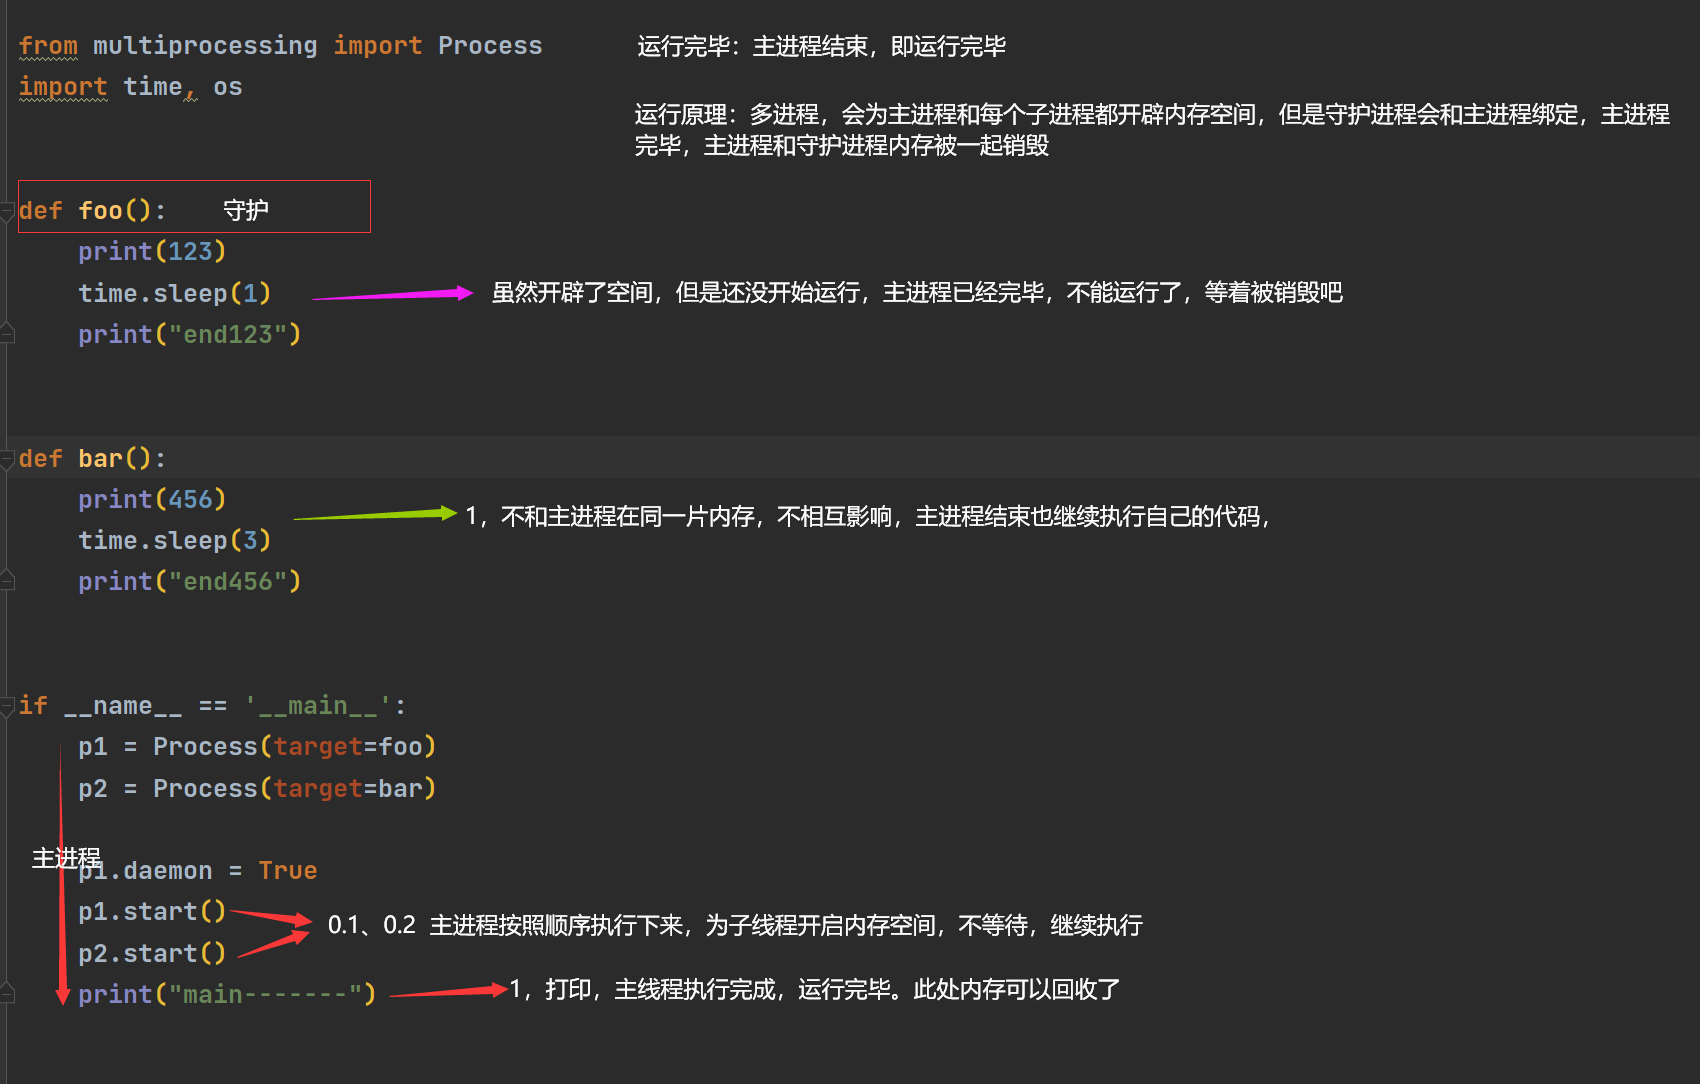 from multiprocessing import Process
运行完毕：主进程结束，即运行完毕
import time, os
运行原理：多进程，会为主进程和每个子进程都开辟内存空间，但是守护进程会和主进程绑定，主进程
完毕，主进程和守护进程内存被一起销毁
def foo():
守护
print(123)
time.sleep(1)
虽然开辟了空间，但是还没开始运行，主进程已经完毕，不能运行了，等着被销毁吧
print("end123")
def bar():
print(456)
1，不和主进程在同一片内存，不相互影响，主进程结束也继续执行自己的代码，
time.sleep(3)
print("end456")
if __name__ == '__main__':
p1 = Process(target=foo)
p2 = Process(target=bar)
主进程
p1.daemon = True
p1.start()
0.1、0.2 主进程按照顺序执行下来，为子线程开启内存空间，不等待，继续执行
p2.start()
print("main-------")
1，打印，主线程执行完成，运行完毕。此处内存可以回收了